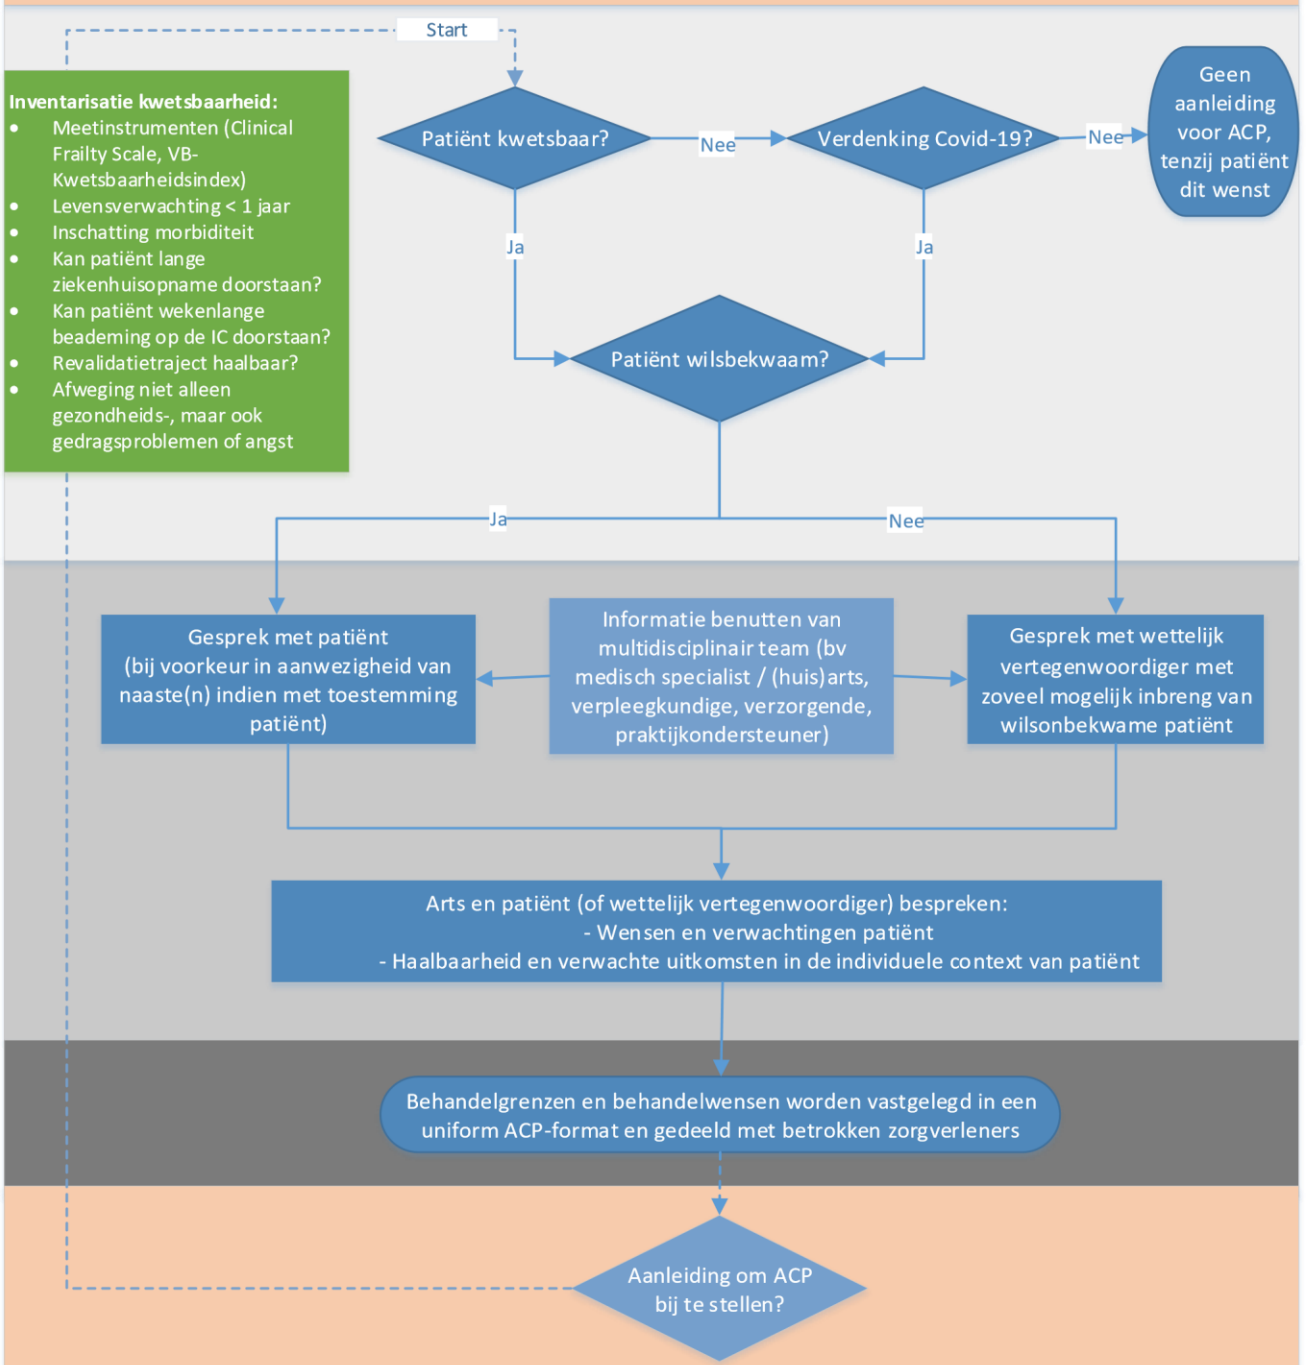 Start
Inventarisatie kwetsbaarheid:
• Meetinstrumenten (Clinical
Frailty Scale, VB-
Kwetsbaarheidsindex)
• Levensverwachting < 1 jaar
• Inschatting morbiditeit
• Kan patiënt lange
ziekenhuisopname doorstaan?
• Kan patiënt wekenlange
beademing op de IC doorstaan?
• Revalidatietraject haalbaar?
• Afweging niet alleen
gezondheids-, maar ook
gedragsproblemen of angst
Patiënt kwetsbaar?
Nee
Verdenking Covid-19?
Nee
Geen
aanleiding
voor ACP,
tenzij patiënt
dit wenst
Ja
Ja
Patiënt wilsbekwaam?
Ja
Nee
Gesprek met patiënt
(bij voorkeur in aanwezigheid van
naaste(n) indien met toestemming
patiënt)
Informatie benutten van
multidisciplinair team (bv
medisch specialist / (huis)arts,
verpleegkundige, verzorgende,
praktijkondersteuner)
Gesprek met wettelijk
vertegenwoordiger met
zoveel mogelijk inbreng van
wilsonbekwame patiënt
Arts en patiënt (of wettelijk vertegenwoordiger) bespreken:
- Wensen en verwachtingen patiënt
- Haalbaarheid en verwachte uitkomsten in de individuele context van patiënt
Behandelgrenzen en behandelwensen worden vastgelegd in een
uniform ACP-format en gedeeld met betrokken zorgverleners
Aanleiding om ACP
bij te stellen?